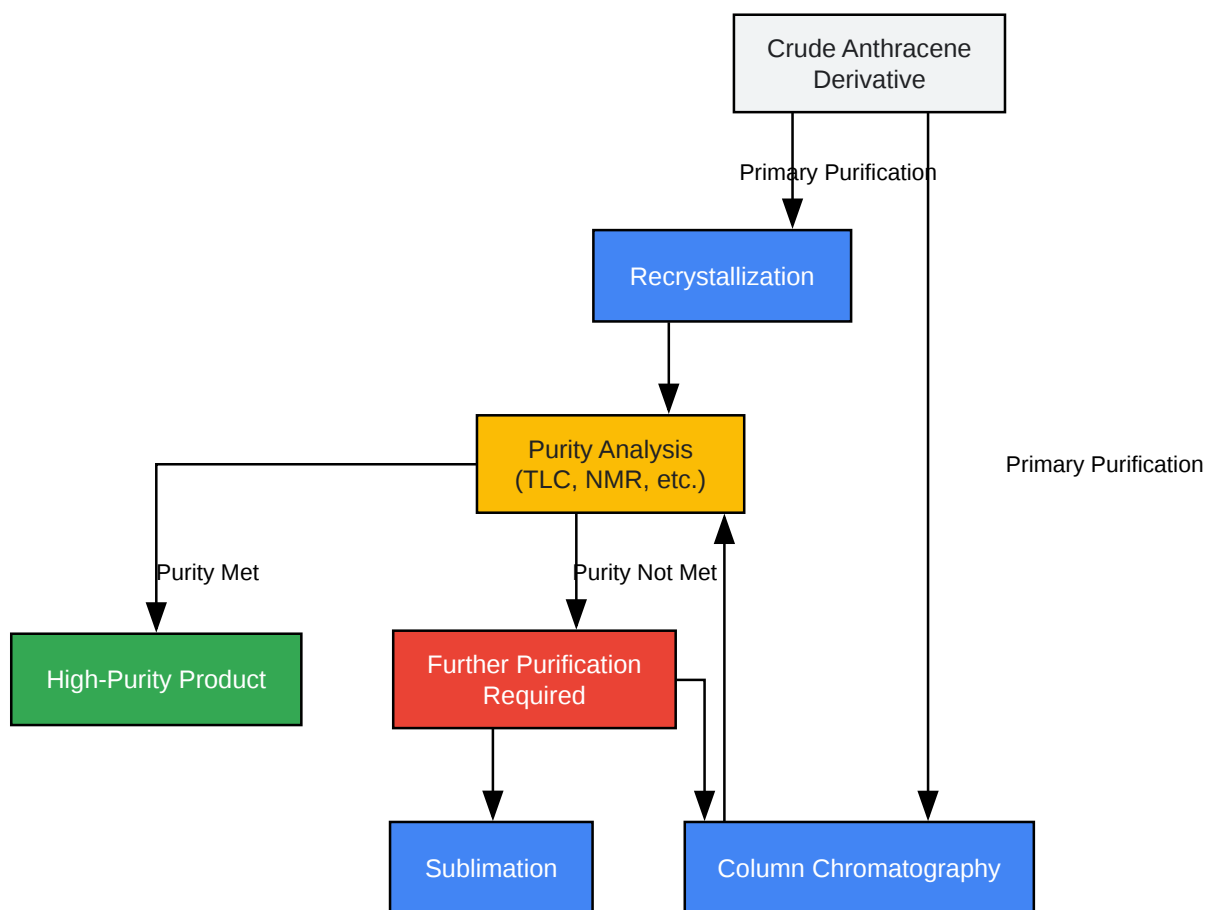 Crude Anthracene
Derivative
Primary Purification
Recrystallization
Purity Analysis
(TLC, NMR, etc.)
Primary Purification
Purity Met
Purity Not Met
High-Purity Product
Further Purification
Required
Sublimation
Column Chromatography